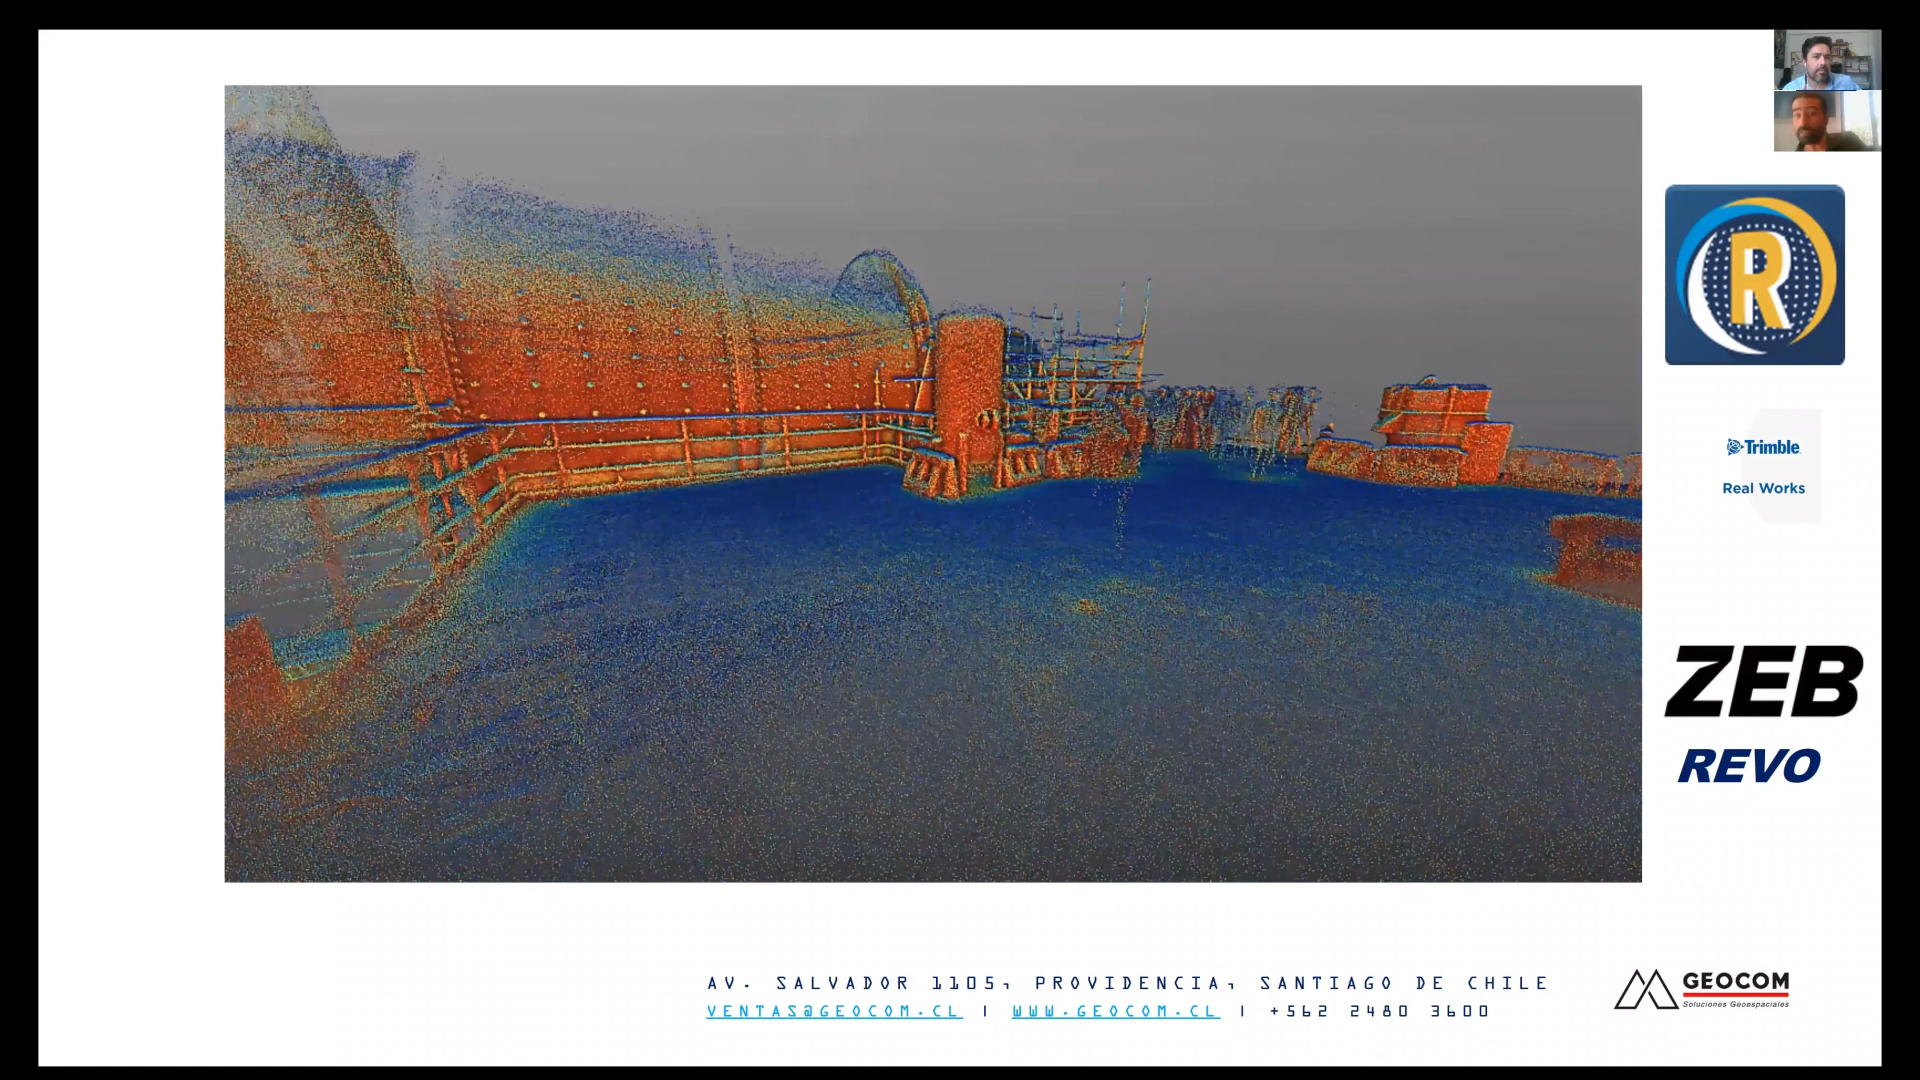 R
Trimble
Real Works
ZEB
REVO
AV. SALVADOR 1105, PROVIDENCIA, SANTIAGO DE CHILE
VENTAS@GEOCOM.CL | WWW.GEOCOM.CL | +562 2480 3600
GEOCOM
Soluciones Geoespaciales